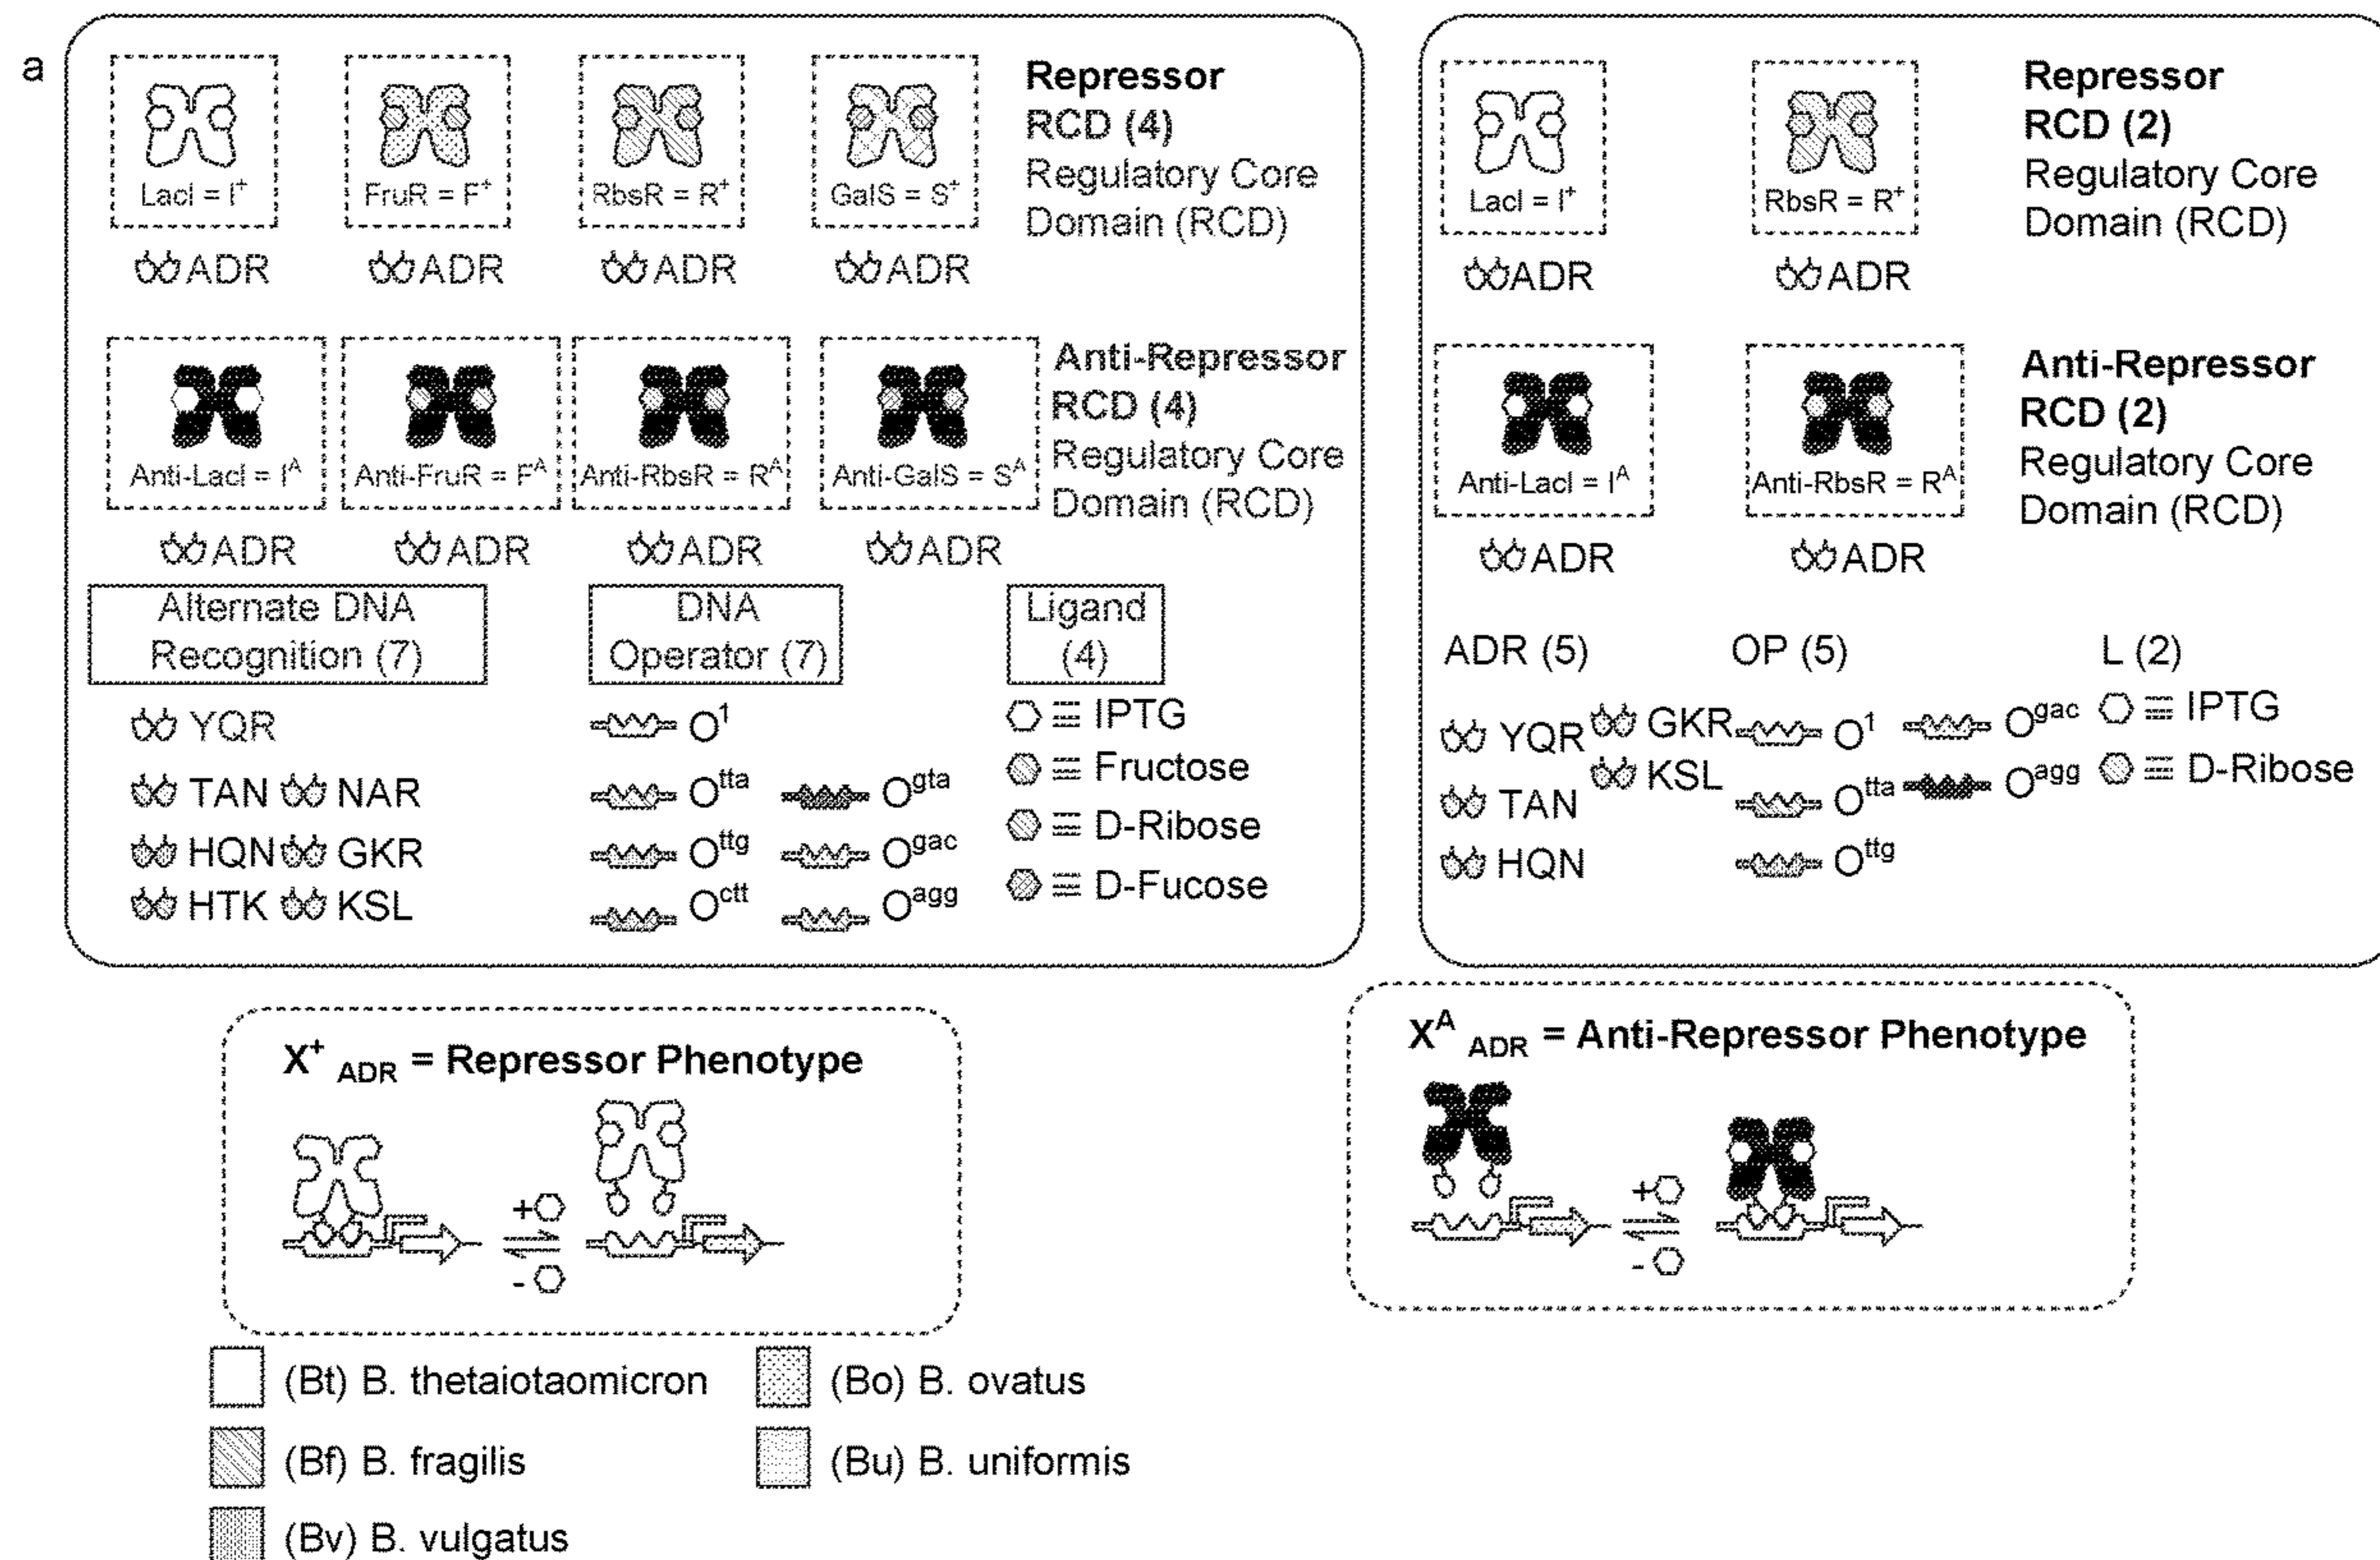 a
LacI = I⁺
FruR = F⁺
RbsR = R⁺
GalS = S⁺
Repressor
RCD (4)
Regulatory Core
Domain (RCD)
ADR
ADR
ADR
ADR
Anti-LacI = Iᴬ
Anti-FruR = Fᴬ
Anti-RbsR = Rᴬ
Anti-GalS = Sᴬ
Anti-Repressor
RCD (4)
Regulatory Core
Domain (RCD)
ADR
ADR
ADR
ADR
Alternate DNA
Recognition (7)
DNA
Operator (7)
Ligand
(4)
YQR
TAN NAR
HQN GKR
HTK KSL
O¹
Oᵗᵗᵃ Oᵍᵗᵃ
Oᵗᵗᵍ Oᵍᵃᶜ
Oᶜᵗᵗ Oᵃᵍᵍ
≡ IPTG
≡ Fructose
≡ D-Ribose
≡ D-Fucose
LacI = I⁺
RbsR = R⁺
Repressor
RCD (2)
Regulatory Core
Domain (RCD)
ADR
ADR
Anti-LacI = Iᴬ
Anti-RbsR = Rᴬ
Anti-Repressor
RCD (2)
Regulatory Core
Domain (RCD)
ADR
ADR
ADR (5)
OP (5)
L (2)
YQR GKR
TAN KSL
HQN
O¹ Oᵍᵃᶜ
Oᵗᵗᵃ Oᵃᵍᵍ
Oᵗᵗᵍ
≡ IPTG
≡ D-Ribose
X⁺ ADR = Repressor Phenotype
+
-
Xᴬ ADR = Anti-Repressor Phenotype
+
-
(Bt) B. thetaiotaomicron
(Bo) B. ovatus
(Bf) B. fragilis
(Bu) B. uniformis
(Bv) B. vulgatus